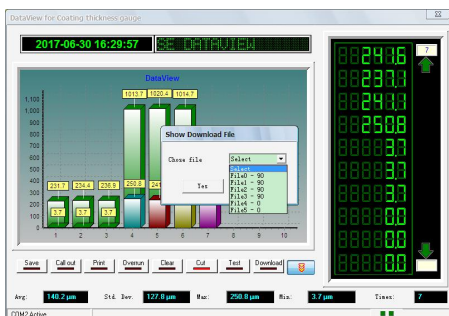 DataView for Coating thickness gauge
2017-06-30 16:29:57
SE DATAVIEW
DataView
1013.7 1020.4 1014.7
1,100
1,000
900
800
700
600
500
400
300
200
100
0
231.7 234.4 236.9 250.8 241
3.7 3.7 3.7
1 2 3 4 5 6 7 8 9 10
Show Download File
Chose file
Select
Select
File0 - 90
File1 - 90
File2 - 90
File3 - 90
File4 - 0
File5 - 0
Yes
241.6
237.1
241.1
250.8
3.7
3.7
3.7
0.0
0.0
0.0
7
Save Call out Print Overrun Clear Cut Test Download
Avg: 140.2 µm Std. Dev: 127.8 µm Max: 250.8 µm Min: 3.7 µm Times: 7
COM2 Active